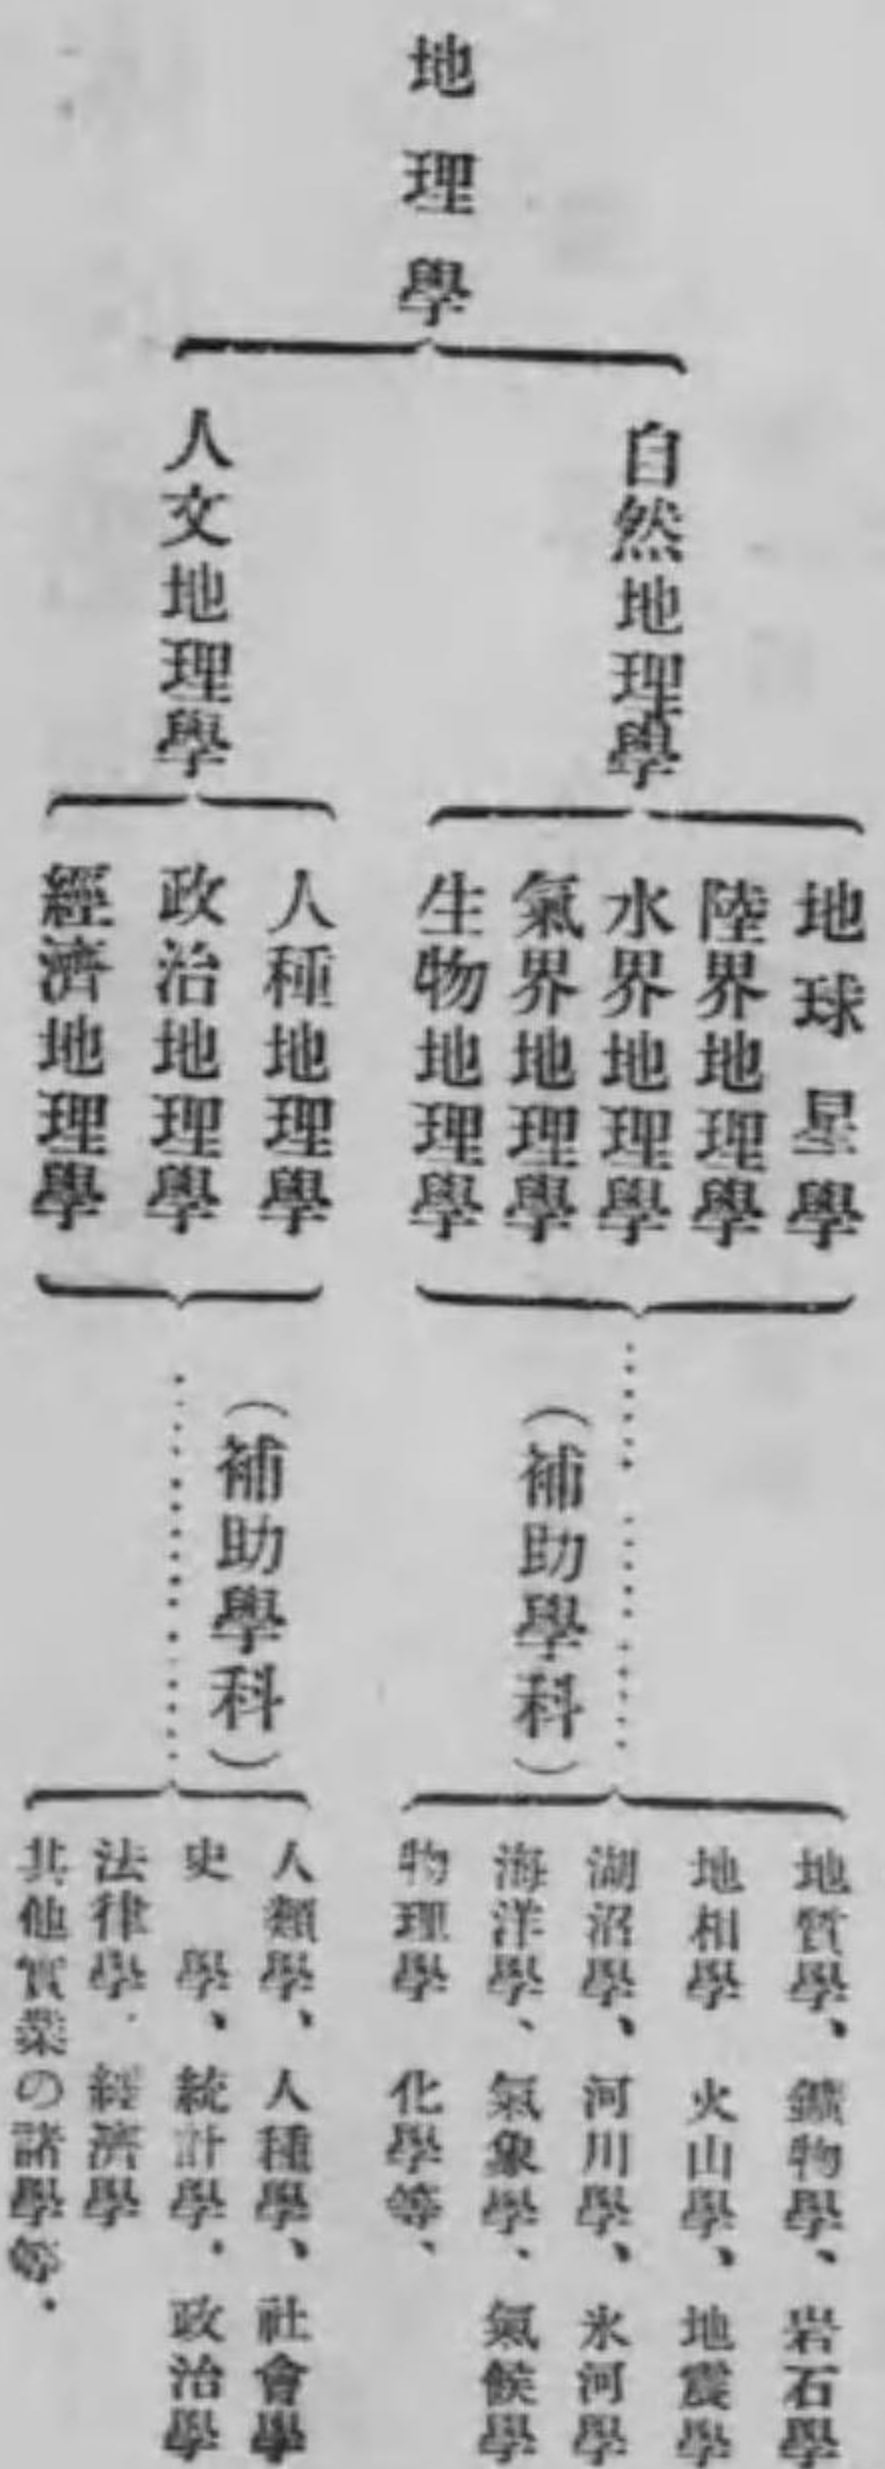 地理學
自然地理學
地球星學
陸界地理學
水界地理學
氣界地理學
生物地理學
(補助學科)
地質學、鑛物學、岩石學
地相學 火山學、地震學
湖沼學、河川學、氷河學
海洋學、氣象學、氣候學
物理學 化學等、
人文地理學
人種地理學
政治地理學
經濟地理學
(補助學科)
人類學、人種學、社會學
史學、統計學、政治學
法律學、經濟學
其他實業の諸學等、